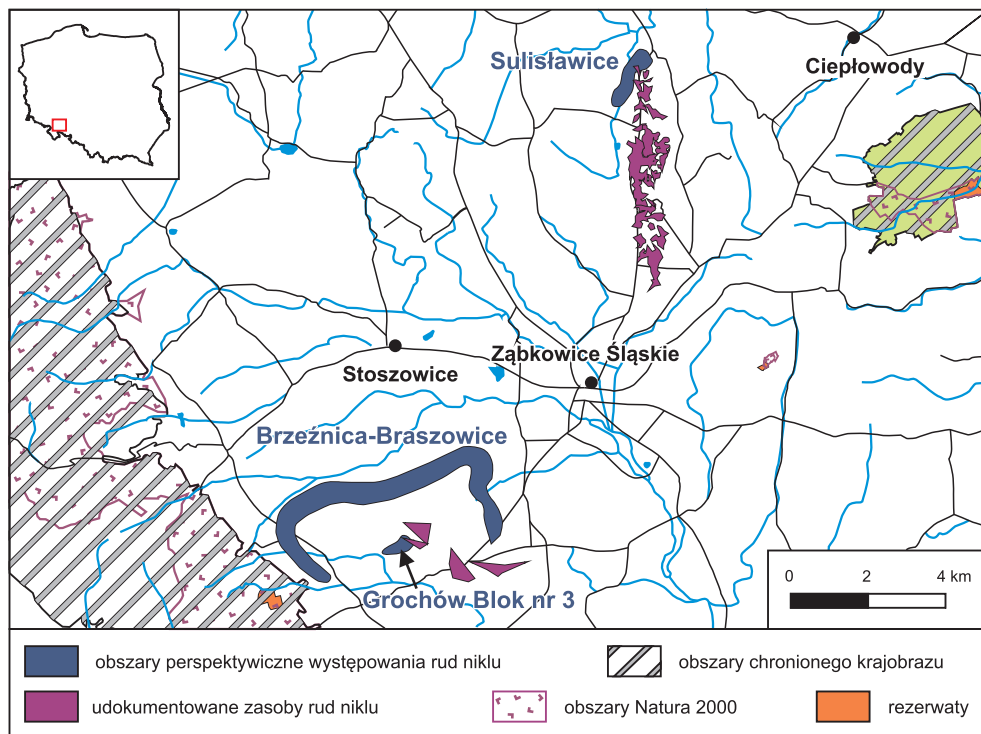 Sulisławice
Ciepłowody
Ząbkowice Śląskie
Stoszowice
Brzeźnica-Braszowice
Grochów Blok nr 3
0 2 4 km
obszary perspektywiczne występowania rud niklu
obszary chronionego krajobrazu
udokumentowane zasoby rud niklu
obszary Natura 2000
rezerwaty